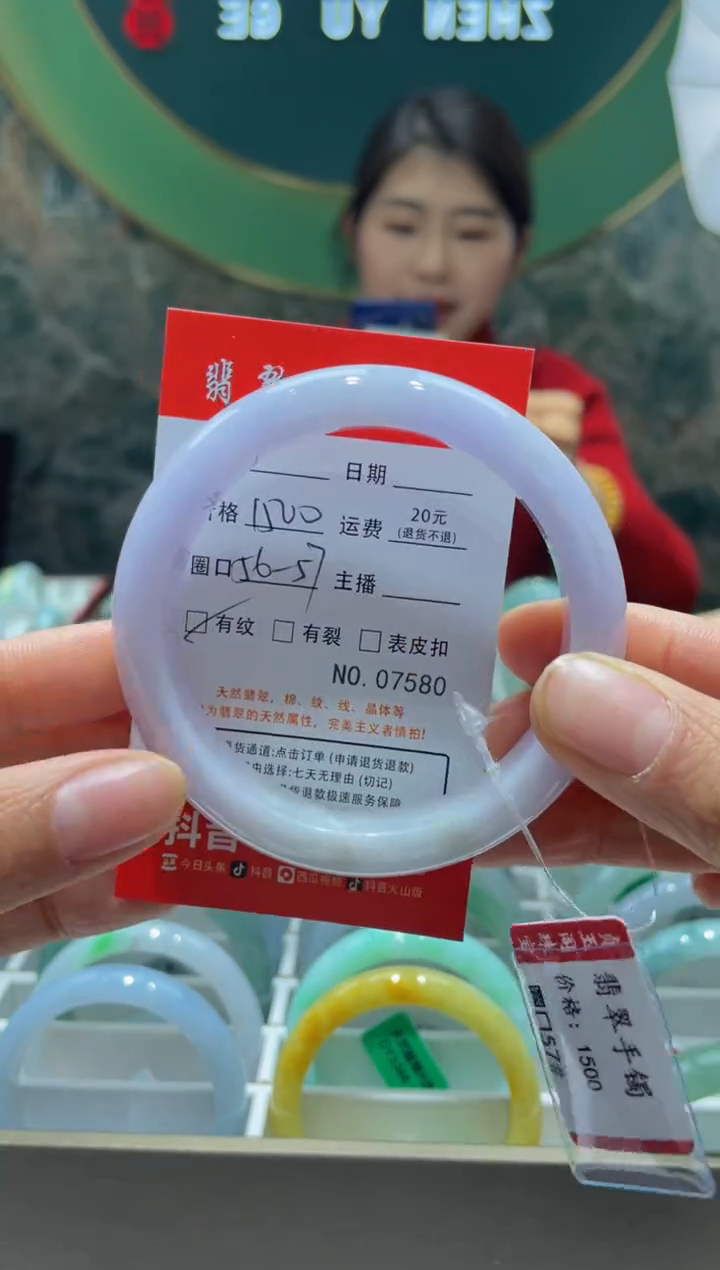 ZHEN YU GE
翡翠
日期
格 1500 运费 20元
(退货不退)
圈口 56-57 主播
有纹 有裂 表皮扣
NO. 07580
天然翡翠，棉、纹、线、晶体等
为翡翠的天然属性，完美主义者慎拍!
货通道:点击订单(申请退货退款)
由选择:七天无理由(切记)
货退款极速服务保障
抖音
今日头条 抖音 西瓜视频 抖音火山版
翡翠手镯
价格：1500
圈口57